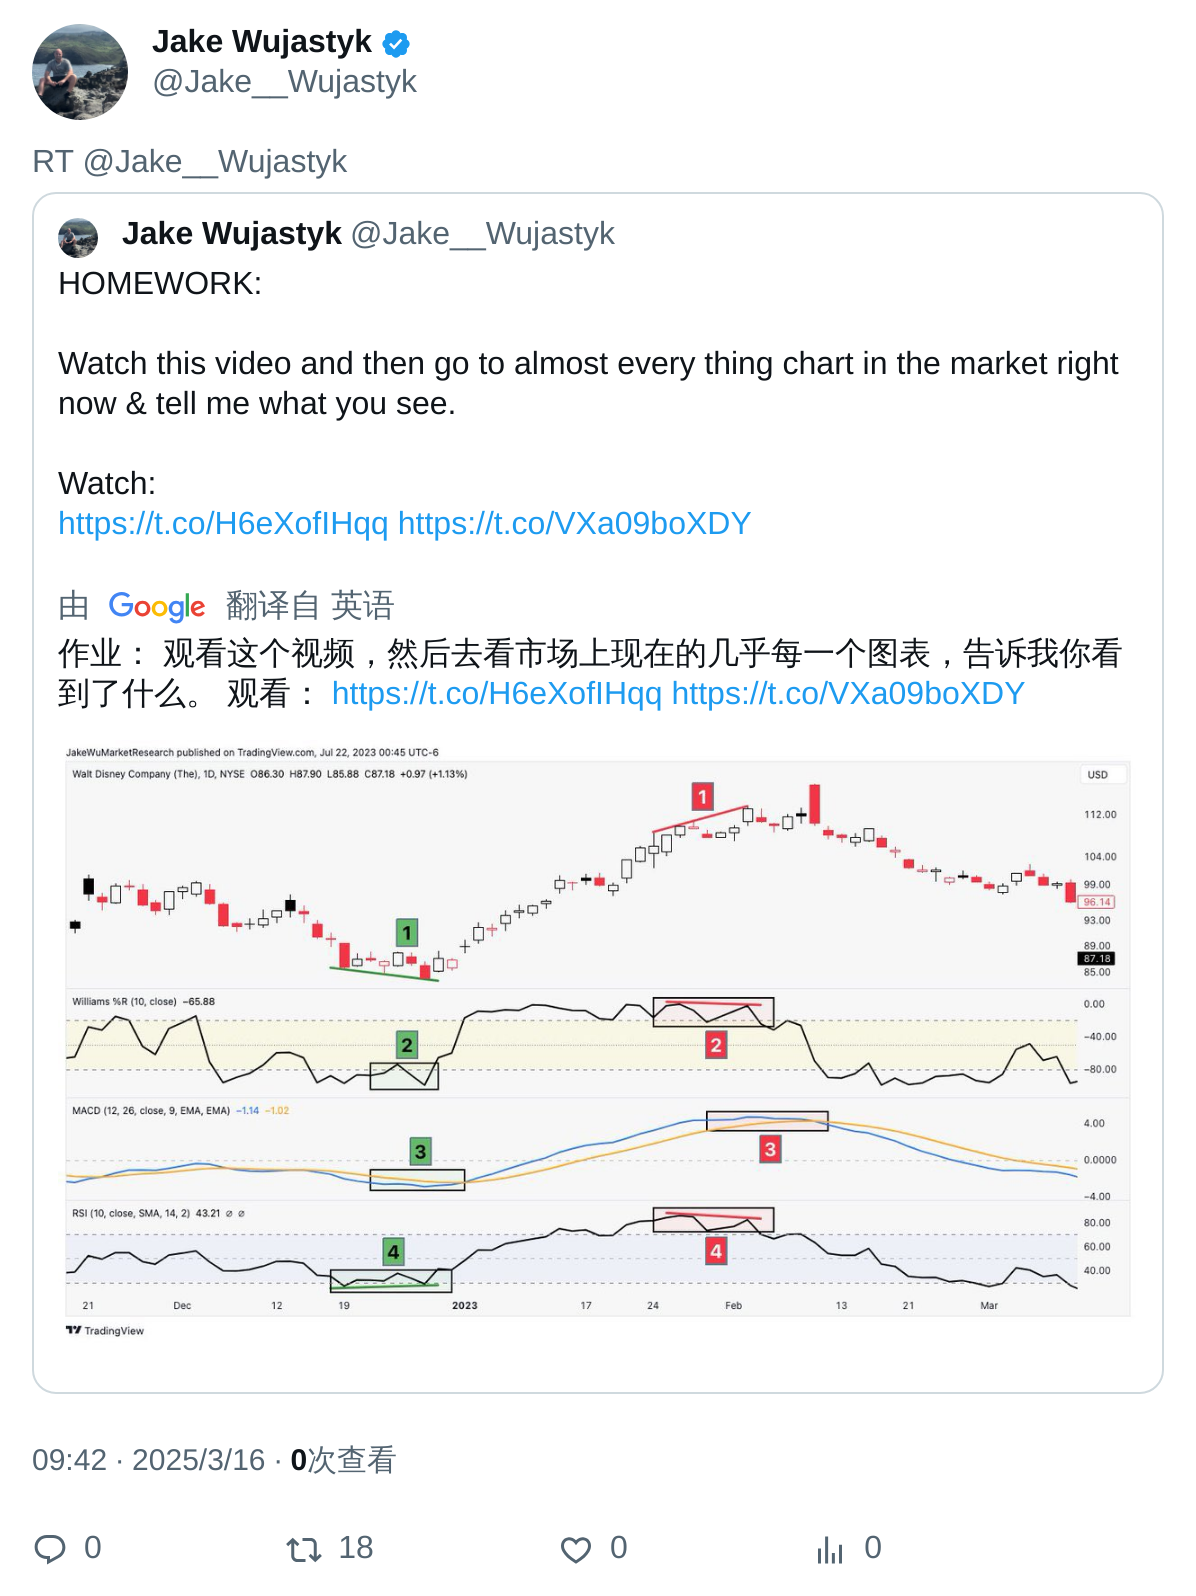 Jake Wujastyk
@Jake__Wujastyk
RT @Jake__Wujastyk
Jake Wujastyk @Jake__Wujastyk
HOMEWORK:
Watch this video and then go to almost every thing chart in the market right
now & tell me what you see.
Watch:
https://t.co/H6eXofIHqq https://t.co/VXa09boXDY
由 Google 翻译自 英语
作业： 观看这个视频，然后去看市场上现在的几乎每一个图表，告诉我你看
到了什么。 观看： https://t.co/H6eXofIHqq https://t.co/VXa09boXDY
JakeWuMarketResearch published on TradingView.com, Jul 22, 2023 00:45 UTC-6
Walt Disney Company (The), 1D, NYSE O86.30 H87.90 L85.88 C87.18 +0.97 (+1.13%)
USD
1
112.00
104.00
99.00
96.14
1
93.00
89.00
87.18
85.00
Williams %R (10, close) −65.88
0.00
2
2
−40.00
−80.00
MACD (12, 26, close, 9, EMA, EMA) −1.14 −1.02
4.00
3
3
0.0000
−4.00
RSI (10, close, SMA, 14, 2) 43.21 ∅ ∅
80.00
4
4
60.00
40.00
21 Dec 12 19 2023 17 24 Feb 13 21 Mar
TradingView
09:42 · 2025/3/16 · 0次查看
0 18 0 0